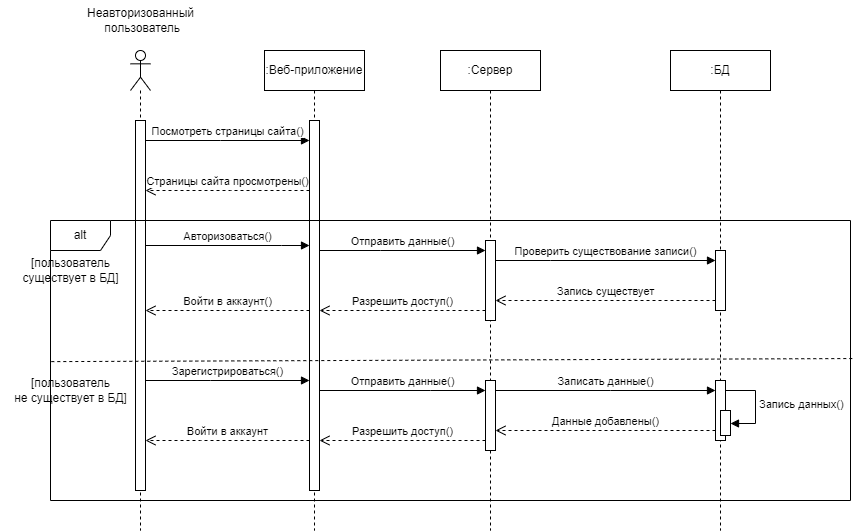 Неавторизованный
пользователь
:Веб-приложение
:Сервер
:БД
Посмотреть страницы сайта()
Страницы сайта просмотрены()
alt
[пользователь
существует в БД]
Авторизоваться()
Отправить данные()
Проверить существование записи()
Запись существует
Разрешить доступ()
Войти в аккаунт()
[пользователь
не существует в БД]
Зарегистрироваться()
Отправить данные()
Записать данные()
Запись данных()
Данные добавлены()
Разрешить доступ()
Войти в аккаунт